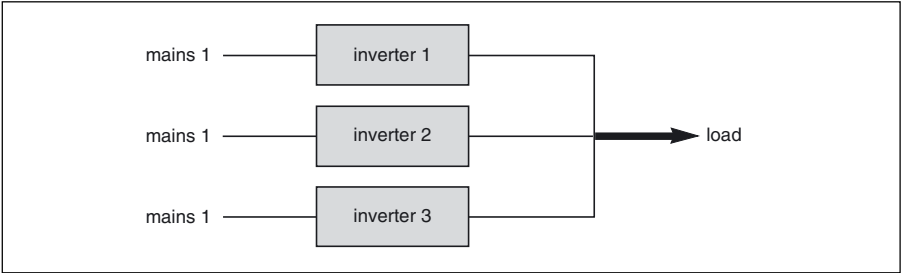 mains 1 inverter 1
mains 1 inverter 2 load
mains 1 inverter 3